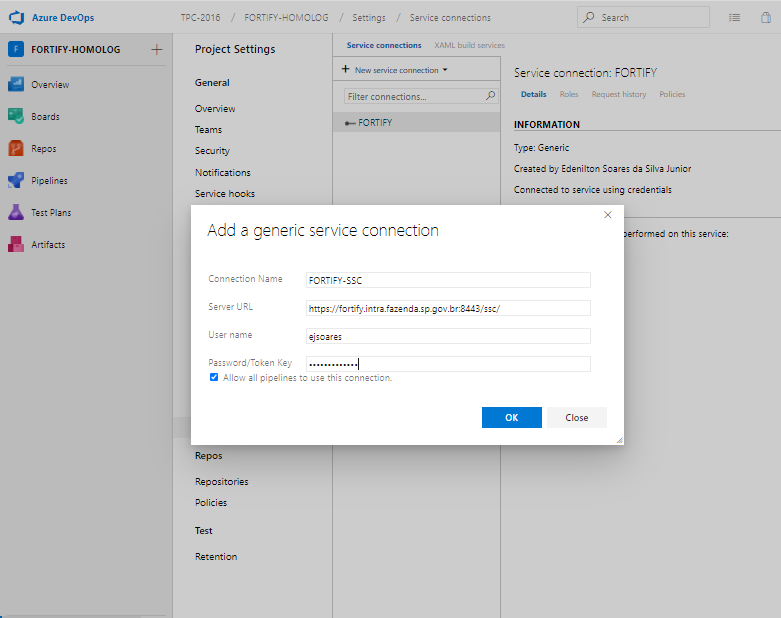 Azure DevOps
TPC-2016 / FORTIFY-HOMOLOG / Settings / Service connections
Search
F FORTIFY-HOMOLOG +
Overview
Boards
Repos
Pipelines
Test Plans
Artifacts
Project Settings
General
Overview
Teams
Security
Notifications
Service hooks
Repos
Repositories
Policies
Test
Retention
Service connections XAML build services
+ New service connection
Filter connections...
FORTIFY
Service connection: FORTIFY
Details Roles Request history Policies
INFORMATION
Type: Generic
Created by Edenilton Soares da Silva Junior
Connected to service using credentials
performed on this service:
Add a generic service connection
Connection Name FORTIFY-SSC
Server URL https://fortify.intra.fazenda.sp.gov.br:8443/ssc/
User name ejsoares
Password/Token Key •••••••••••••
Allow all pipelines to use this connection.
OK Close